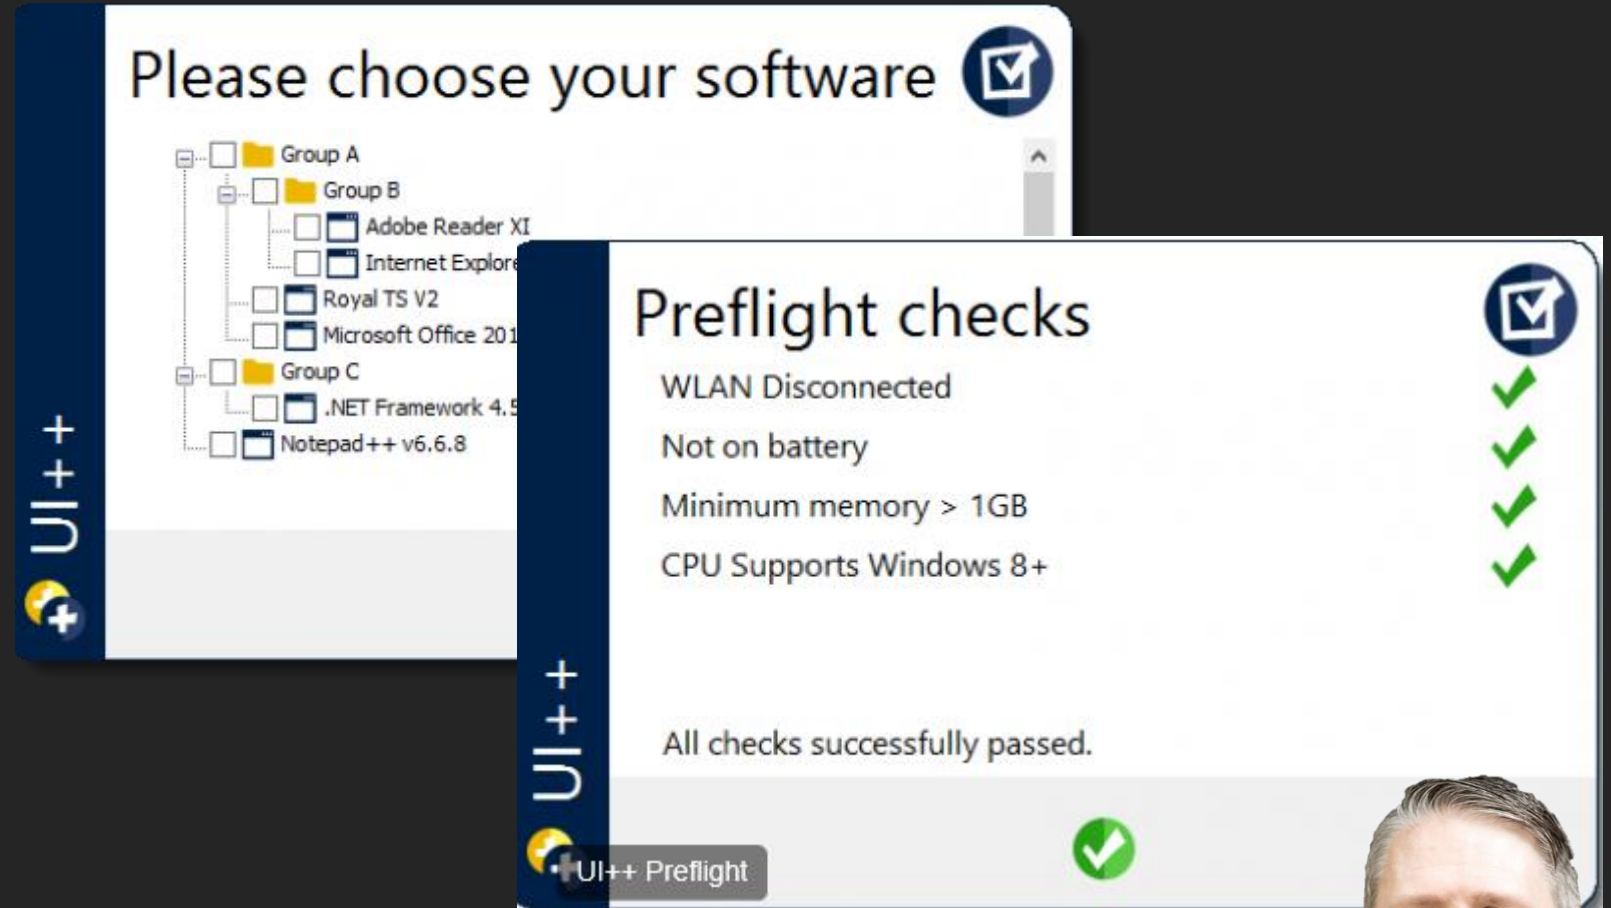 Please choose your software
Group A
Group B
Adobe Reader XI
Internet Explore
Royal TS V2
Microsoft Office 201
Group C
.NET Framework 4.5
Notepad++ v6.6.8
UI++
Preflight checks
WLAN Disconnected
Not on battery
Minimum memory > 1GB
CPU Supports Windows 8+
All checks successfully passed.
UI++
UI++ Preflight